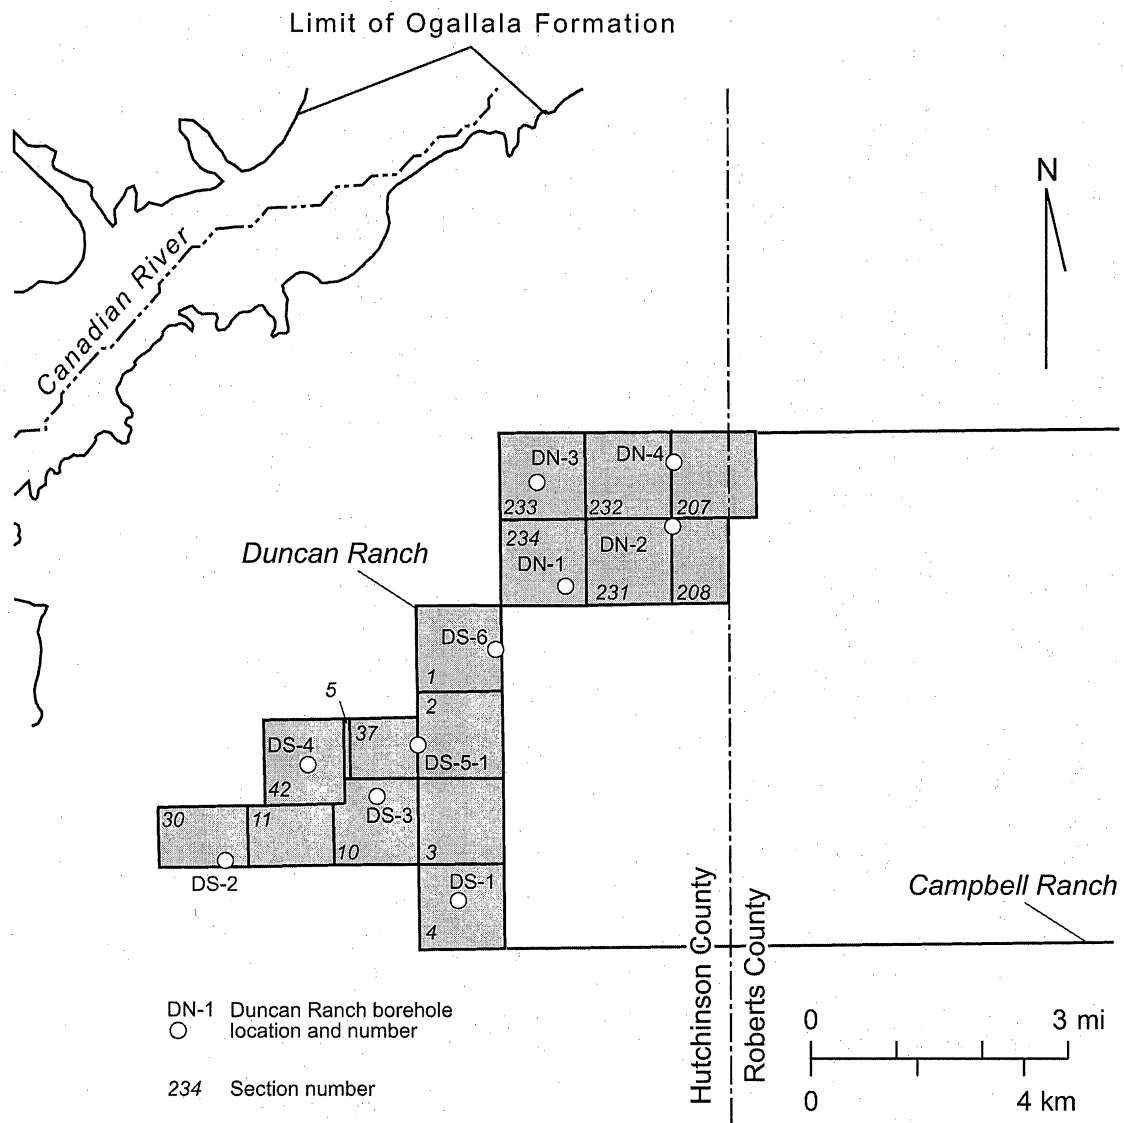 Limit of Ogallala Formation
N
Canadian River
DN-3
DN-4
233
232
207
234
DN-2
DN-1
231
208
Duncan Ranch
DS-6
1
5
2
37
DS-4
DS-5-1
42
30
11
DS-3
10
3
DS-2
DS-1
4
Campbell Ranch
Hutchinson County
Roberts County
DN-1 Duncan Ranch borehole
location and number
234 Section number
0 3 mi
0 4 km